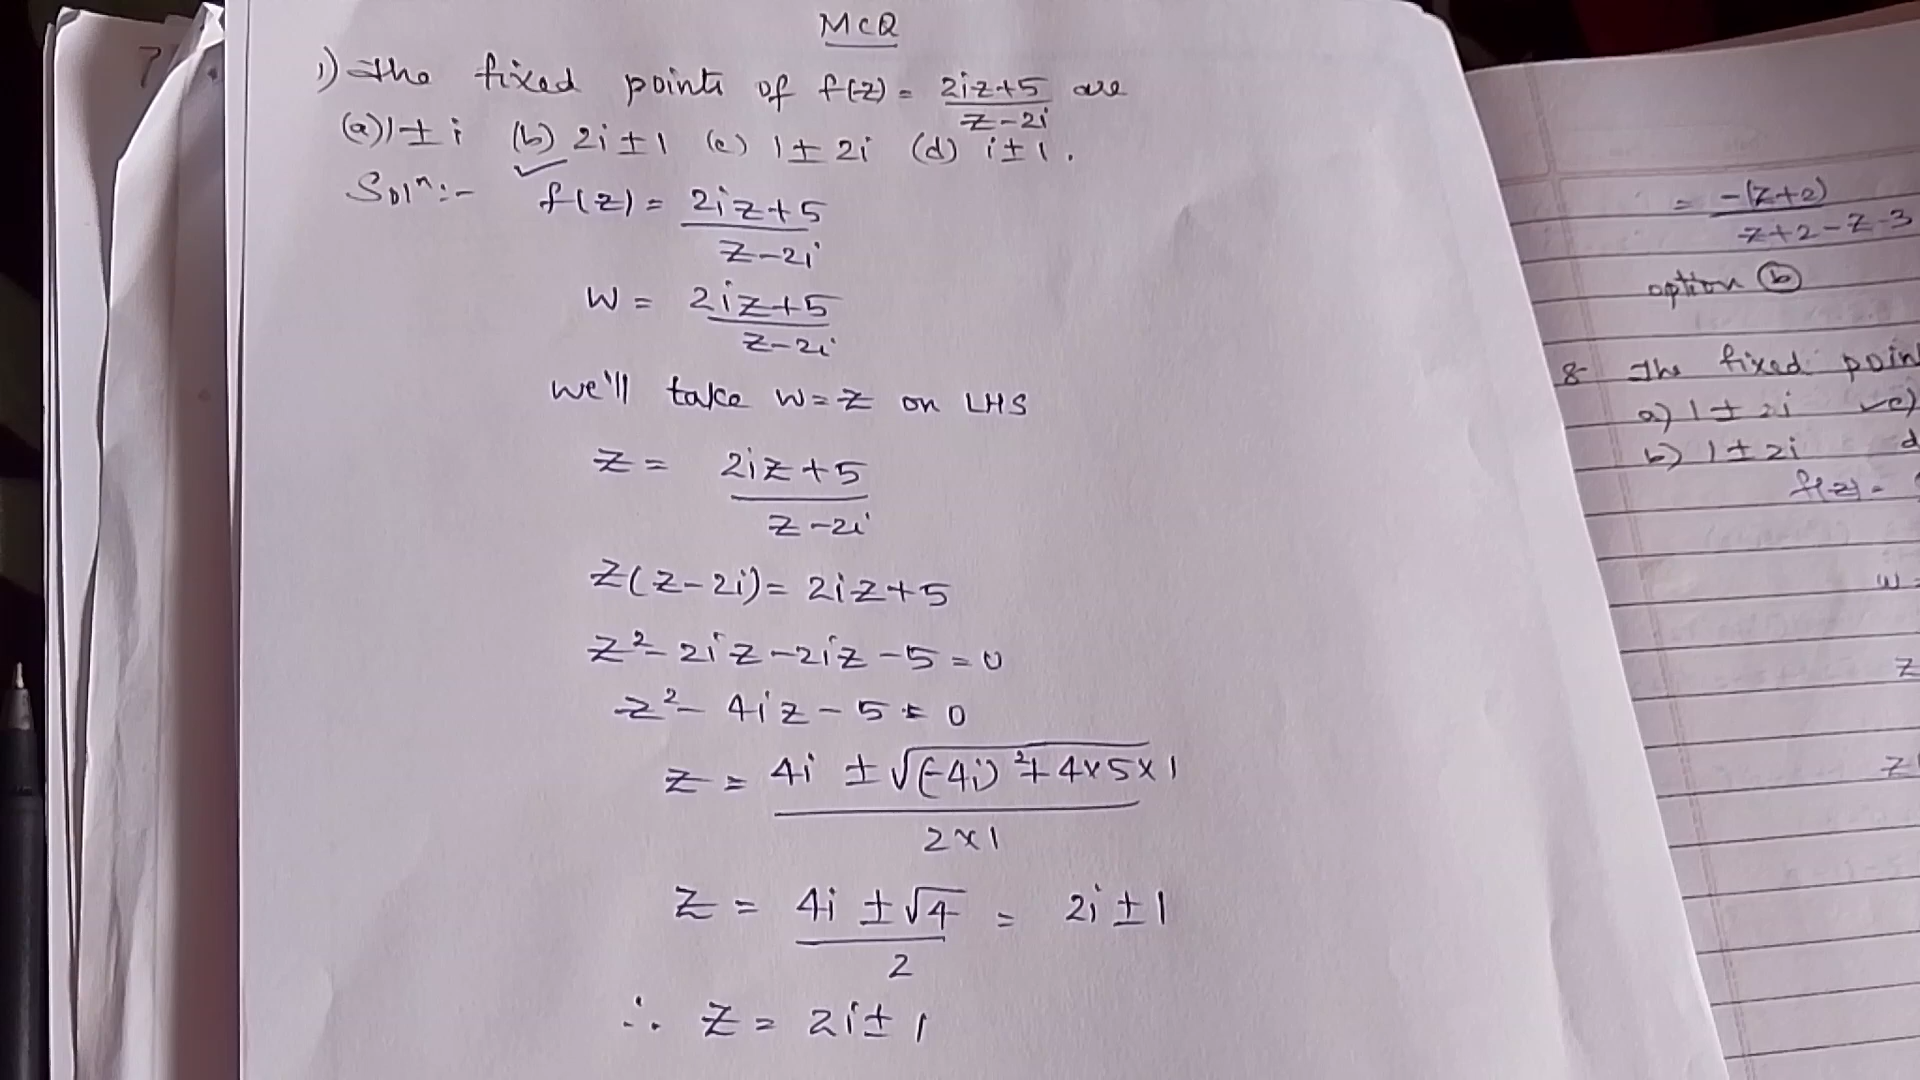 MCQ
1) The fixed points of f(z) = 2iz+5 / z-2i are
(a) 1±i (b) 2i±1 (c) 1±2i (d) i±1.
Solⁿ:- f(z) = 2iz+5 / z-2i
W = 2iz+5 / z-2i
we'll take w=z on LHS
z = 2iz+5 / z-2i
z(z-2i) = 2iz+5
z²-2iz-2iz-5=0
z²-4iz-5=0
z = 4i ± √(-4i)²+4×5×1 / 2×1
z = 4i ± √4 / 2 = 2i±1
∴ z = 2i±1
= -(z+2) / z+2-z-3
option (b)
8- The fixed
a) 1±2i c)
b) 1±2i d
f(z) =
w=
z
z